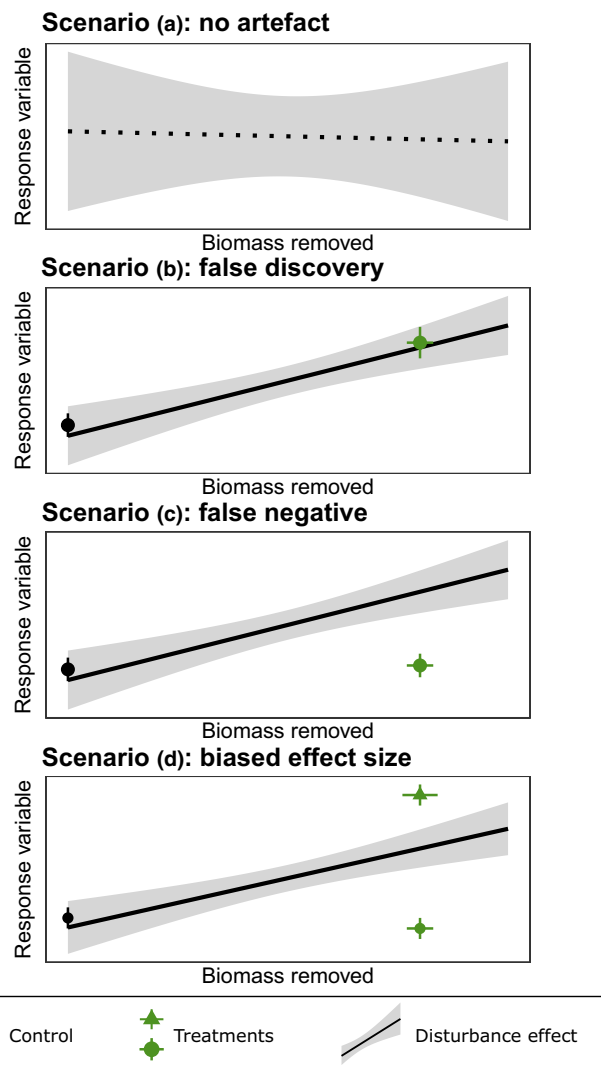 Scenario (a): no artefact
Response variable
Biomass removed
Scenario (b): false discovery
Response variable
Biomass removed
Scenario (c): false negative
Response variable
Biomass removed
Scenario (d): biased effect size
Response variable
Biomass removed
Control Treatments Disturbance effect